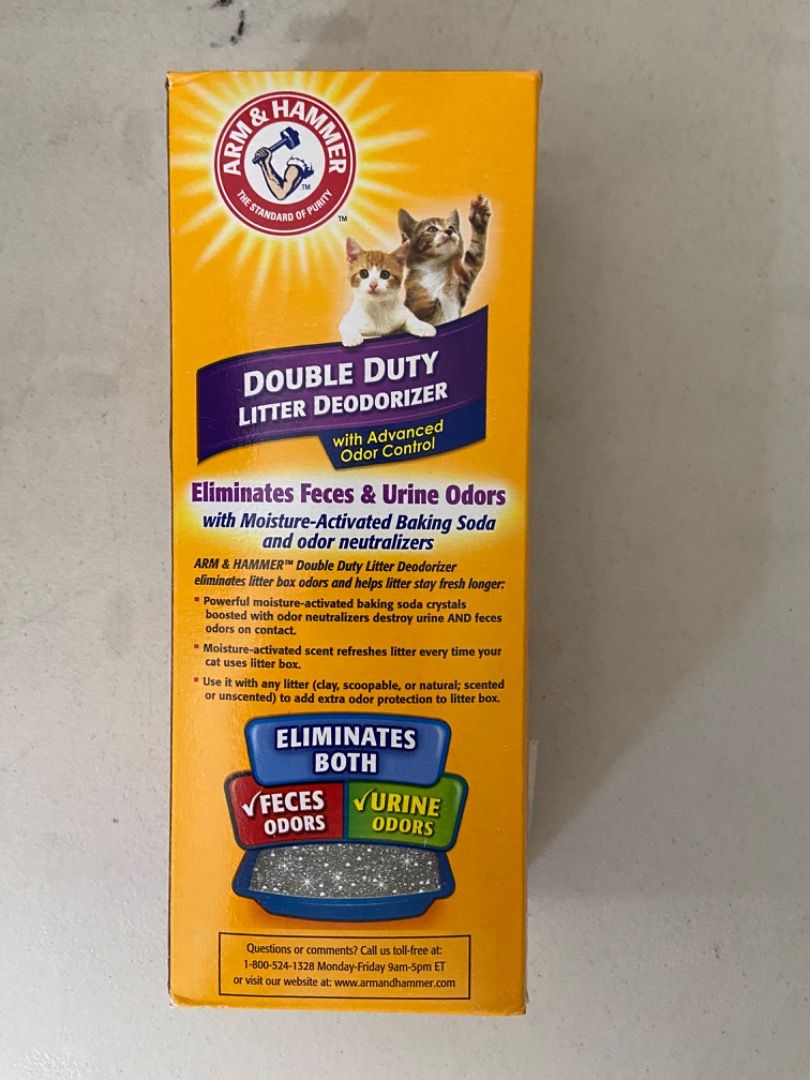 ARM & HAMMER
TM
THE STANDARD OF PURITY
TM
DOUBLE DUTY
LITTER DEODORIZER
with Advanced
Odor Control
Eliminates Feces & Urine Odors
with Moisture-Activated Baking Soda
and odor neutralizers
ARM & HAMMER™ Double Duty Litter Deodorizer
eliminates litter box odors and helps litter stay fresh longer:
▪ Powerful moisture-activated baking soda crystals
boosted with odor neutralizers destroy urine AND feces
odors on contact.
▪ Moisture-activated scent refreshes litter every time your
cat uses litter box.
▪ Use it with any litter (clay, scoopable, or natural; scented
or unscented) to add extra odor protection to litter box.
ELIMINATES
BOTH
✓FECES
ODORS
✓URINE
ODORS
Questions or comments? Call us toll-free at:
1-800-524-1328 Monday-Friday 9am-5pm ET
or visit our website at: www.armandhammer.com